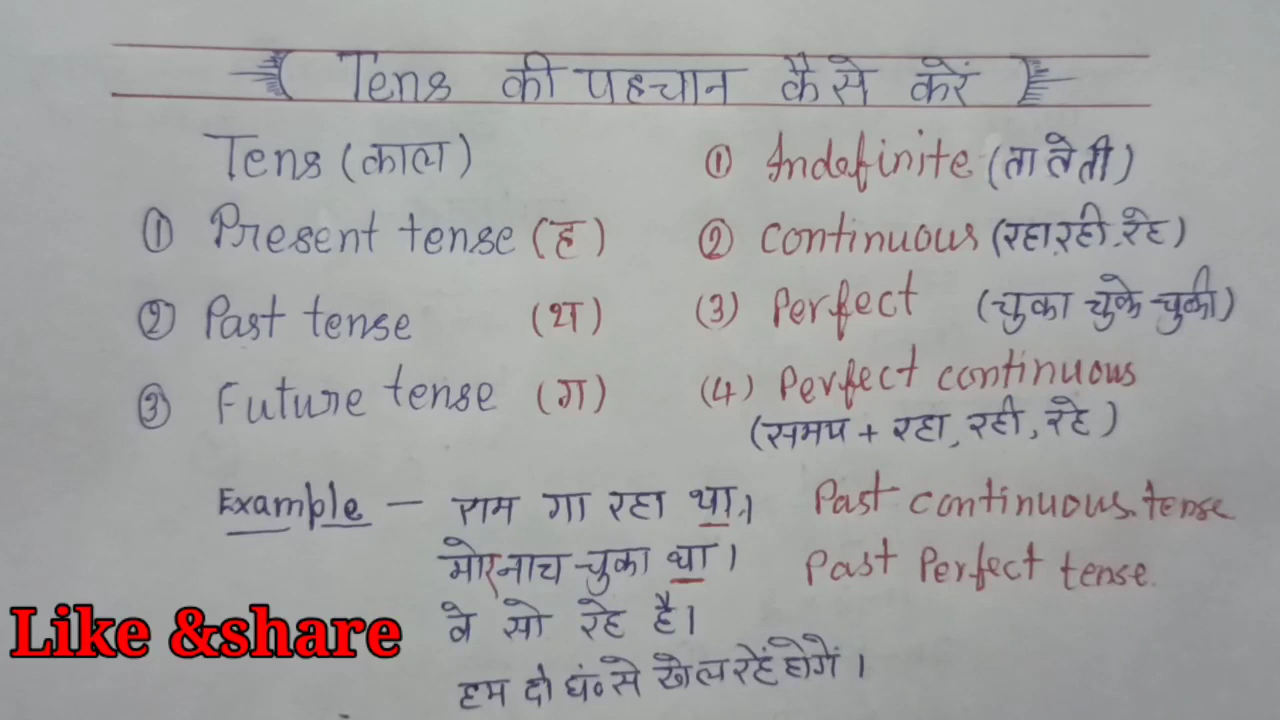 Tens की पहचान कैसे करें
Tens (काल)
① Present tense (ह)
② Past tense (थ)
③ Future tense (ग)
① Indefinite (ता ते ती)
② Continuous (रहा, रही, रहे)
(3) Perfect (चुका चुके चुकी)
(4) Perfect continuous
(समय + रहा, रही, रहे)
Example – राम गा रहा था। Past continuous tense
मोर नाच चुका था। Past Perfect tense.
वे सो रहे है।
हम दो घं० से खेल रहें होगें।
Like &share